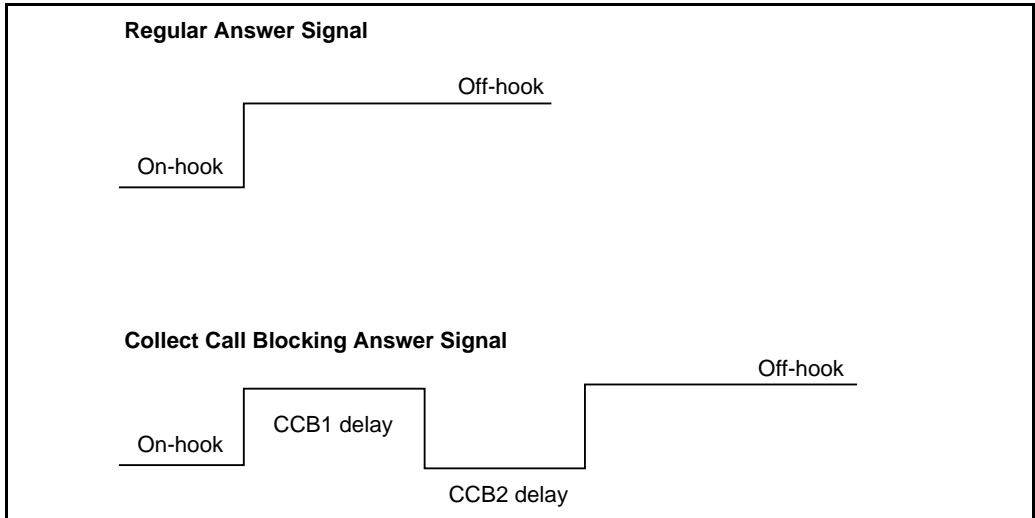 Regular Answer Signal
Off-hook
On-hook
Collect Call Blocking Answer Signal
Off-hook
CCB1 delay
On-hook
CCB2 delay